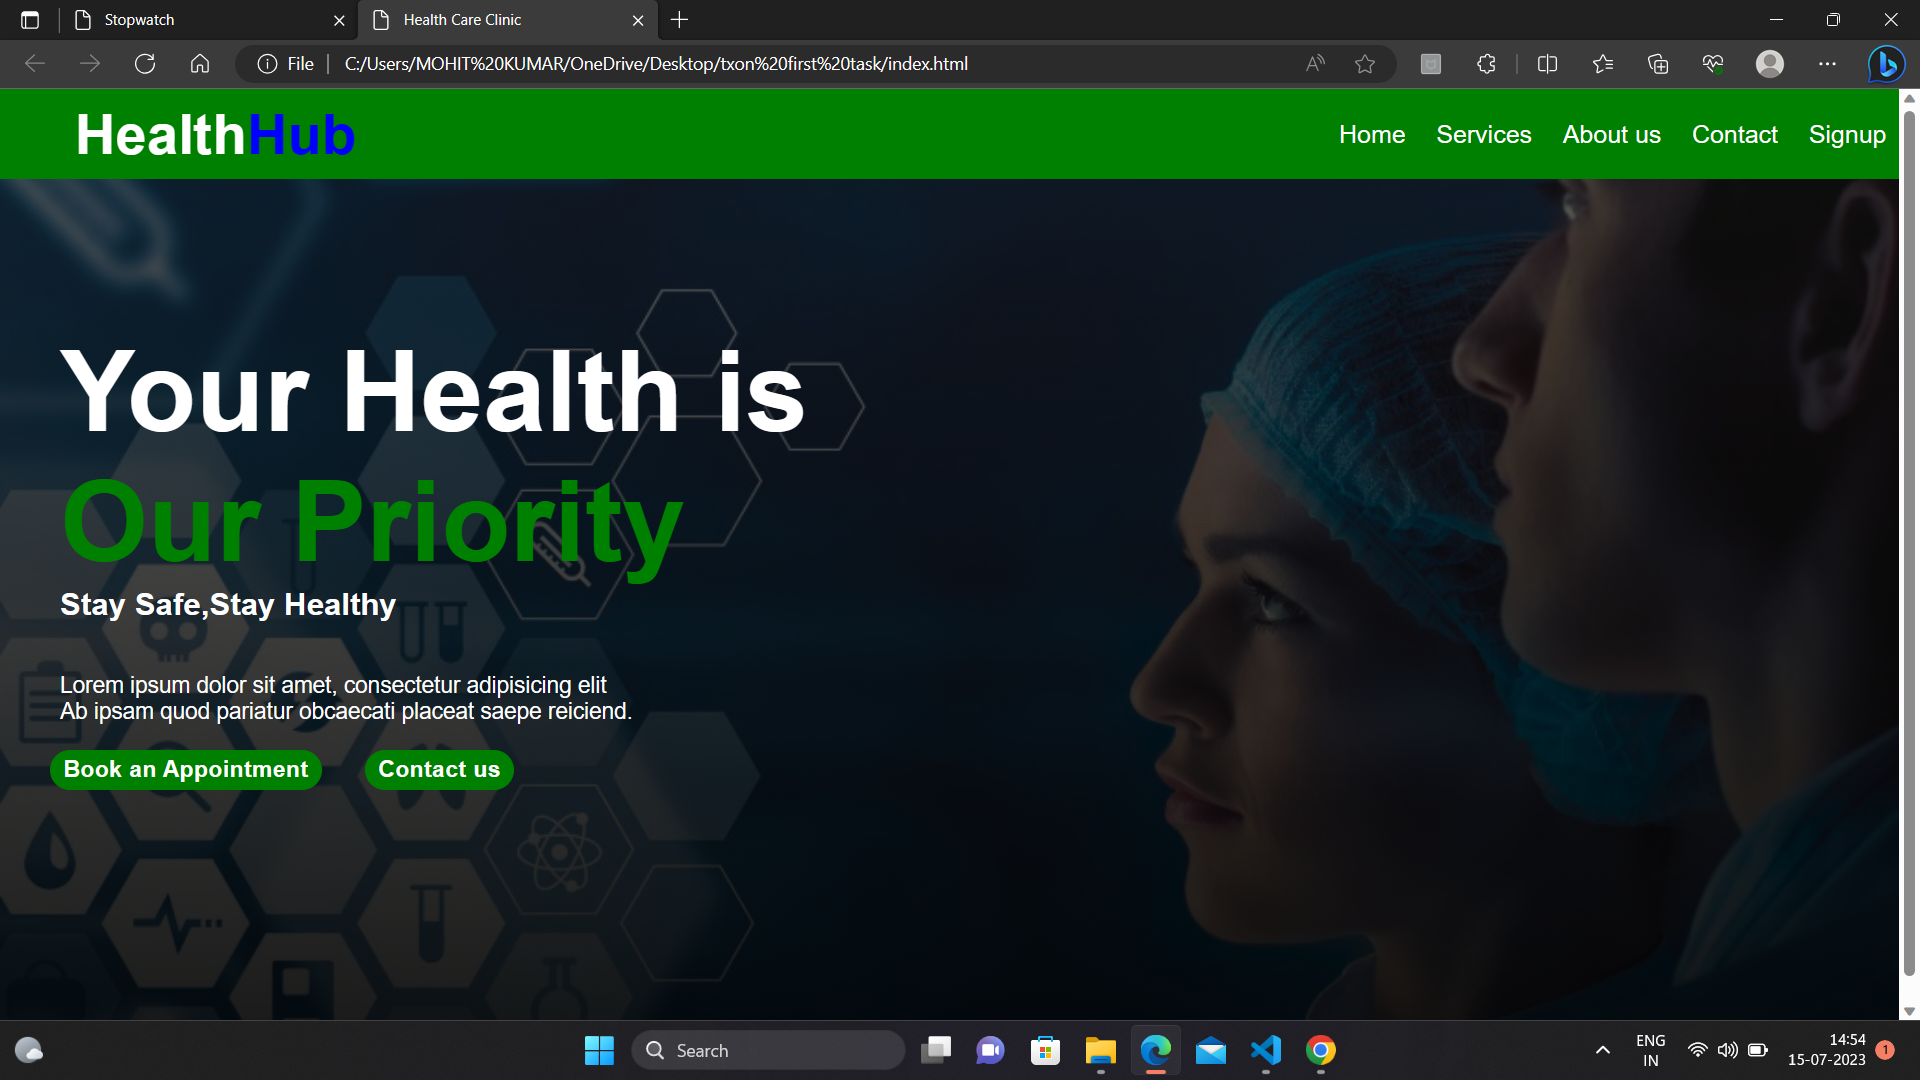 Stopwatch
Health Care Clinic
File
C:/Users/MOHIT%20KUMAR/OneDrive/Desktop/txon%20first%20task/index.html
HealthHub
Home Services About us Contact Signup
Your Health is
Our Priority
Stay Safe,Stay Healthy
Lorem ipsum dolor sit amet, consectetur adipisicing elit
Ab ipsam quod pariatur obcaecati placeat saepe reiciend.
Book an Appointment Contact us
Search
ENG
IN
14:54
15-07-2023
1